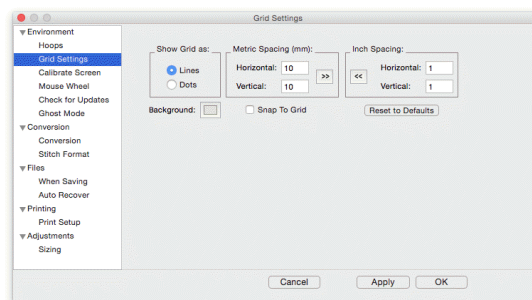 Grid Settings
Environment
Hoops
Grid Settings
Calibrate Screen
Mouse Wheel
Check for Updates
Ghost Mode
Conversion
Conversion
Stitch Format
Files
When Saving
Auto Recover
Printing
Print Setup
Adjustments
Sizing
Show Grid as:
Lines
Dots
Metric Spacing (mm):
Horizontal: 10
Vertical: 10
>>
Inch Spacing:
<<
Horizontal: 1
Vertical: 1
Background:
Snap To Grid
Reset to Defaults
Cancel
Apply
OK